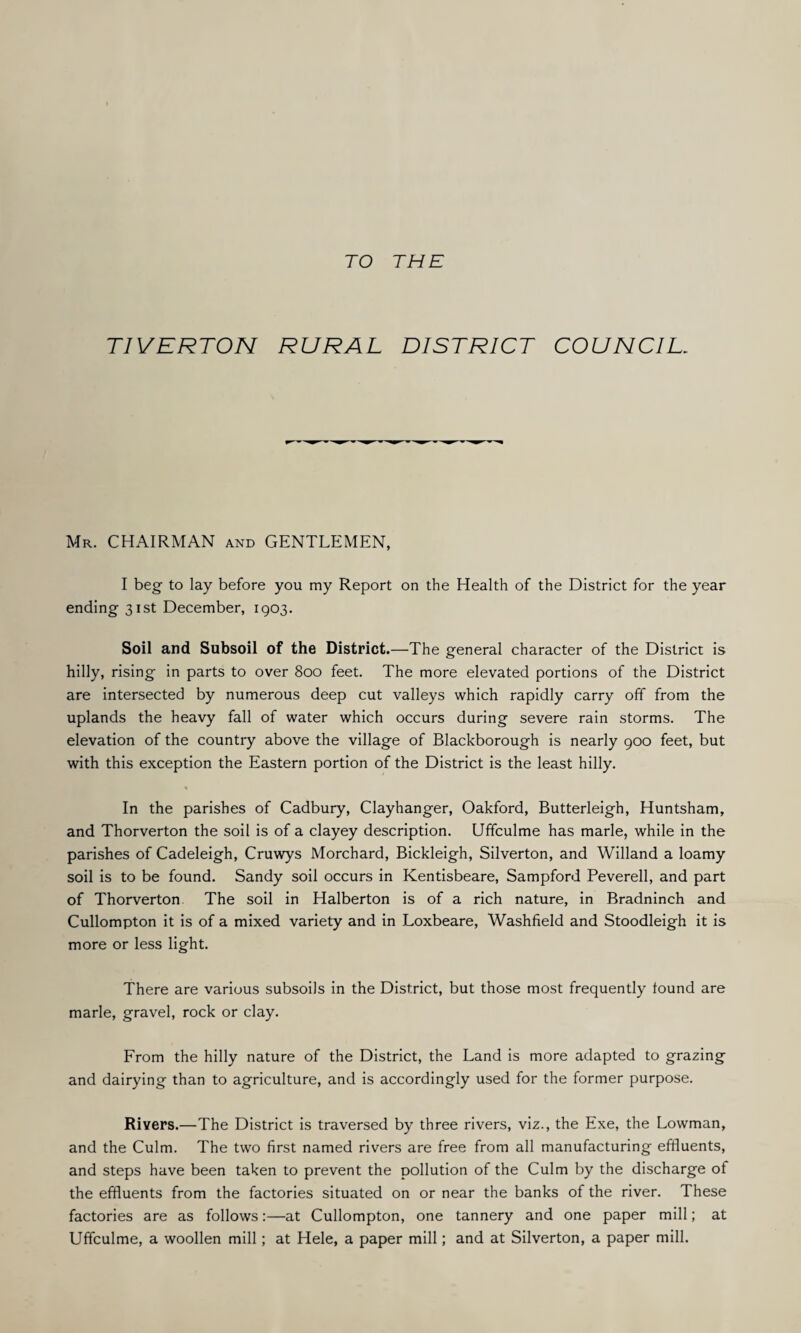 TO THE
TIVERTON RURAL DISTRICT COUNCIL.
Mr. CHAIRMAN and GENTLEMEN,
I beg to lay before you my Report on the Health of the District for the year
ending 31st December, 1903.
Soil and Subsoil of the District.—The general character of the District is
hilly, rising in parts to over 800 feet. The more elevated portions of the District
are intersected by numerous deep cut valleys which rapidly carry off from the
uplands the heavy fall of water which occurs during severe rain storms. The
elevation of the country above the village of Blackborough is nearly 900 feet, but
with this exception the Eastern portion of the District is the least hilly.
In the parishes of Cadbury, Clayhanger, Oakford, Butterleigh, Huntsham,
and Thorverton the soil is of a clayey description. Uffculme has marle, while in the
parishes of Cadeleigh, Cruwys Morchard, Bickleigh, Silverton, and Willand a loamy
soil is to be found. Sandy soil occurs in Kentisbeare, Sampford Peverell, and part
of Thorverton The soil in Halberton is of a rich nature, in Bradninch and
Cullompton it is of a mixed variety and in Loxbeare, Washfield and Stoodleigh it is
more or less light.
There are various subsoils in the District, but those most frequently found are
marle, gravel, rock or clay.
From the hilly nature of the District, the Land is more adapted to grazing
and dairying than to agriculture, and is accordingly used for the former purpose.
Rivers.—The District is traversed by three rivers, viz., the Exe, the Lowman,
and the Culm. The two first named rivers are free from all manufacturing effluents,
and steps have been taken to prevent the pollution of the Culm by the discharge of
the effluents from the factories situated on or near the banks of the river. These
factories are as follows:—at Cullompton, one tannery and one paper mill; at
Uffculme, a woollen mill; at Hele, a paper mill; and at Silverton, a paper mill.